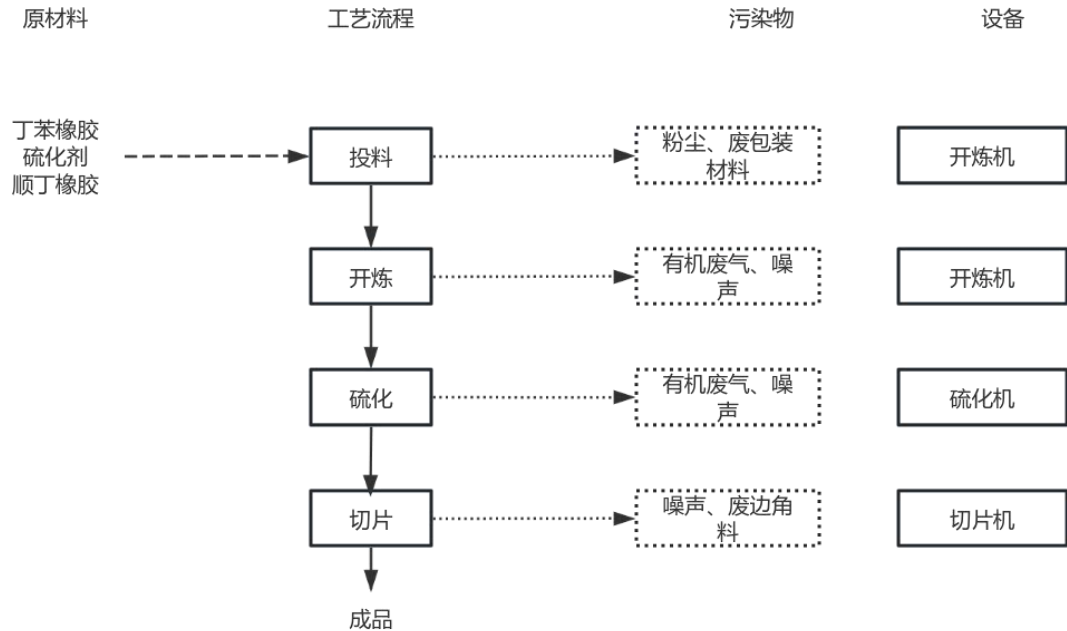 原材料 工艺流程 污染物 设备
丁苯橡胶
硫化剂
顺丁橡胶
投料
粉尘、废包装
材料
开炼机
开炼
有机废气、噪
声
开炼机
硫化
有机废气、噪
声
硫化机
切片
噪声、废边角
料
切片机
成品